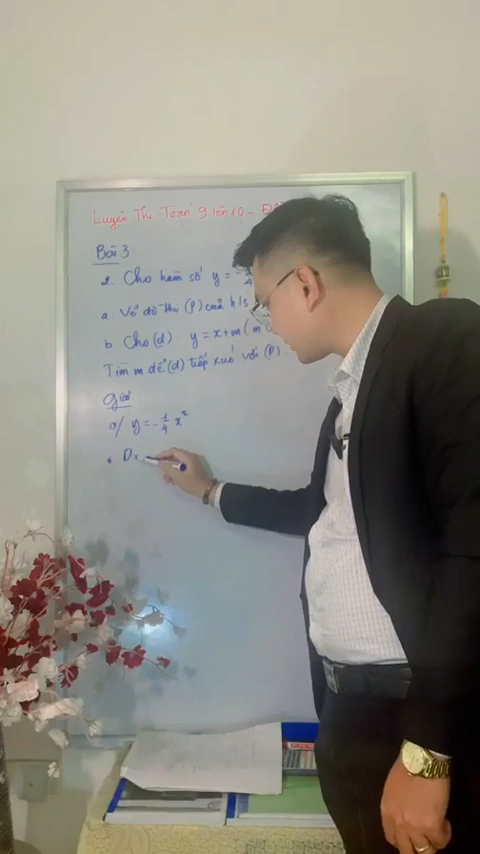 Luyện Thi Toán 9 lên 10 - ĐỀ
Bài 3.
2. Cho hàm số y = -
a. Vẽ đồ thị (P) của h/s
b. Cho (d) y = x + m (m
Tìm m để (d) tiếp xúc với (P)
Giải
a/ y = - 1/4 x²